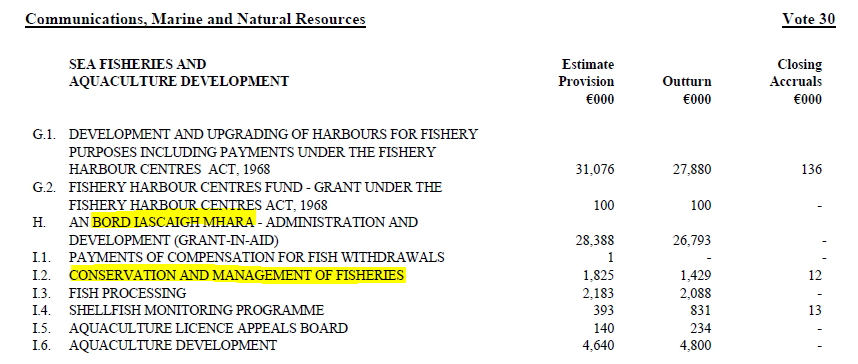 Communications, Marine and Natural Resources Vote 30
SEA FISHERIES AND Estimate Closing
AQUACULTURE DEVELOPMENT Provision Outturn Accruals
€000 €000 €000
G.1. DEVELOPMENT AND UPGRADING OF HARBOURS FOR FISHERY
PURPOSES INCLUDING PAYMENTS UNDER THE FISHERY
HARBOUR CENTRES ACT, 1968 31,076 27,880 136
G.2. FISHERY HARBOUR CENTRES FUND - GRANT UNDER THE
FISHERY HARBOUR CENTRES ACT, 1968 100 100 -
H. AN BORD IASCAIGH MHARA - ADMINISTRATION AND
DEVELOPMENT (GRANT-IN-AID) 28,388 26,793 -
I.1. PAYMENTS OF COMPENSATION FOR FISH WITHDRAWALS 1 - -
I.2. CONSERVATION AND MANAGEMENT OF FISHERIES 1,825 1,429 12
I.3. FISH PROCESSING 2,183 2,088 -
I.4. SHELLFISH MONITORING PROGRAMME 393 831 13
I.5. AQUACULTURE LICENCE APPEALS BOARD 140 234 -
I.6. AQUACULTURE DEVELOPMENT 4,640 4,800 -